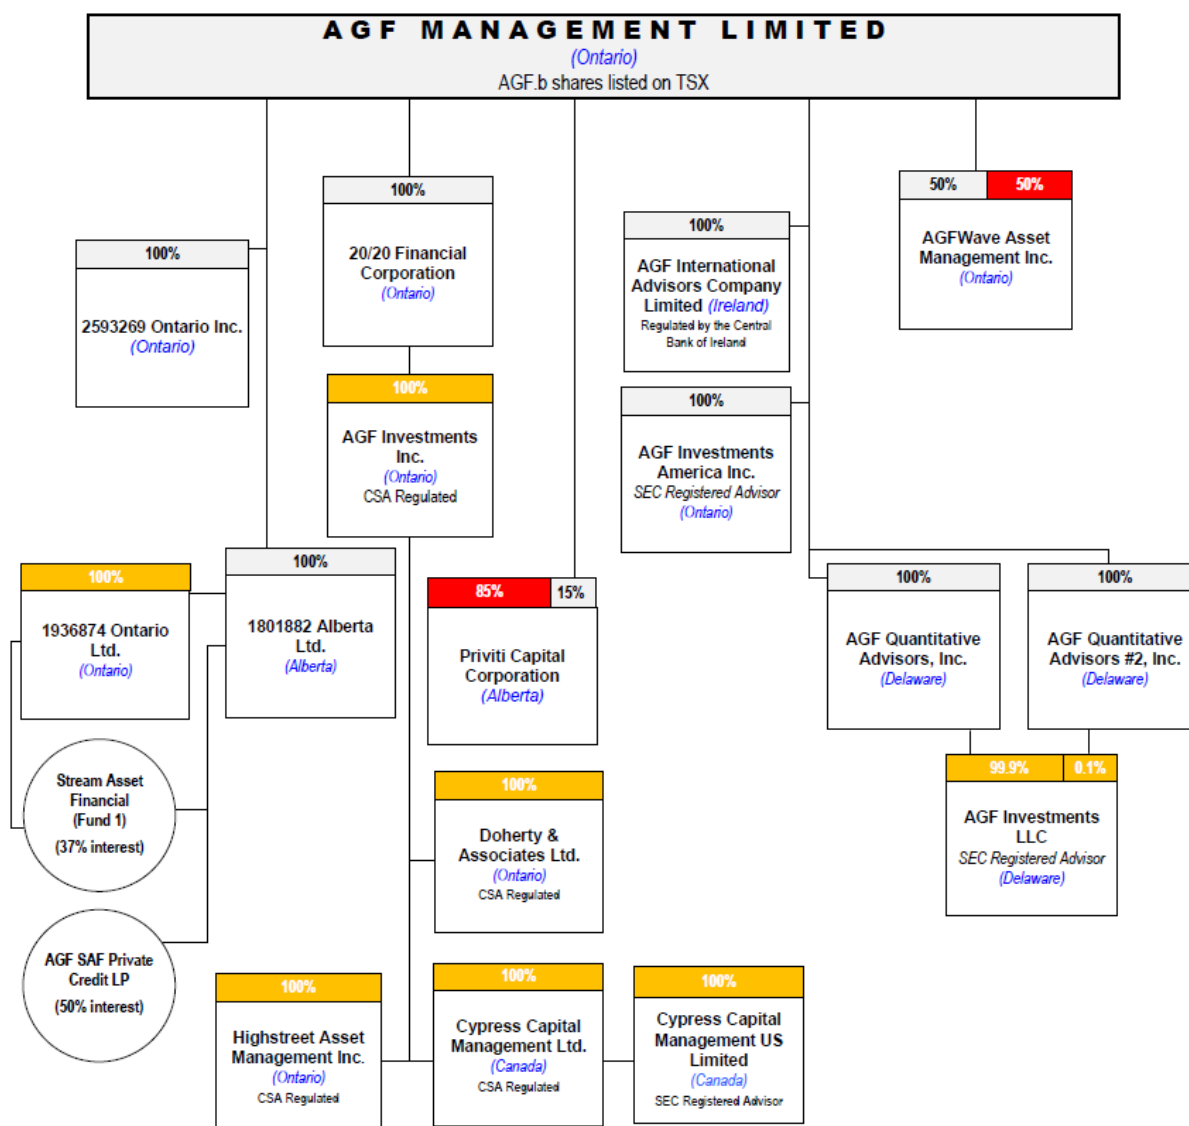 AGF MANAGEMENT LIMITED
(Ontario)
AGF.b shares listed on TSX
100%
2593269 Ontario Inc.
(Ontario)
100%
20/20 Financial
Corporation
(Ontario)
100%
AGF Investments
Inc.
(Ontario)
CSA Regulated
100%
AGF International
Advisors Company
Limited (Ireland)
Regulated by the Central
Bank of Ireland
50%
50%
AGFWave Asset
Management Inc.
(Ontario)
100%
AGF Investments
America Inc.
SEC Registered Advisor
(Ontario)
100%
1936874 Ontario
Ltd.
(Ontario)
100%
1801882 Alberta
Ltd.
(Alberta)
85%
15%
Priviti Capital
Corporation
(Alberta)
100%
AGF Quantitative
Advisors, Inc.
(Delaware)
100%
AGF Quantitative
Advisors #2, Inc.
(Delaware)
Stream Asset
Financial
(Fund 1)
(37% interest)
100%
Doherty &
Associates Ltd.
(Ontario)
CSA Regulated
99.9%
0.1%
AGF Investments
LLC
SEC Registered Advisor
(Delaware)
AGF SAF Private
Credit LP
(50% interest)
100%
Highstreet Asset
Management Inc.
(Ontario)
CSA Regulated
100%
Cypress Capital
Management Ltd.
(Canada)
CSA Regulated
100%
Cypress Capital
Management US
Limited
(Canada)
SEC Registered Advisor